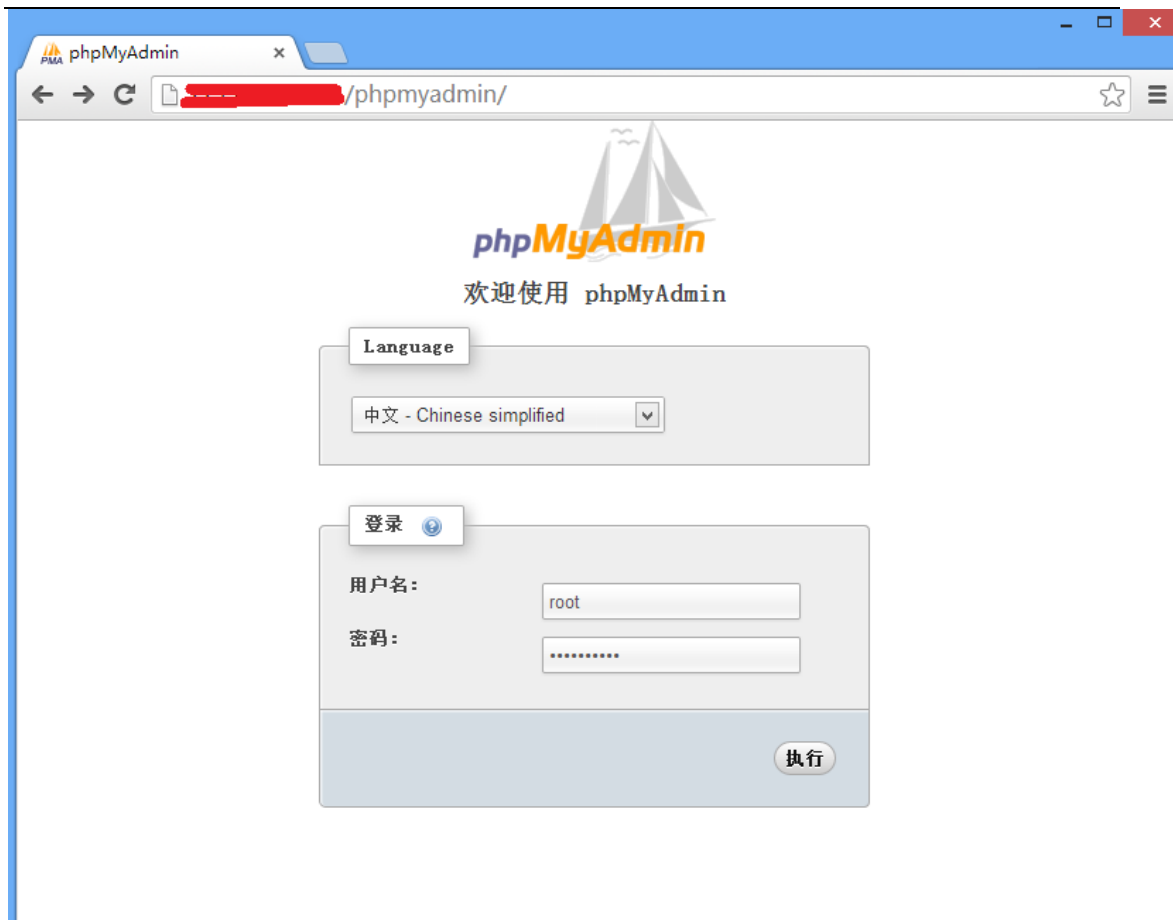 PMA phpMyAdmin
/phpmyadmin/
phpMyAdmin
欢迎使用 phpMyAdmin
Language
中文 - Chinese simplified
登录
用户名:
root
密码:
••••••••••
执行